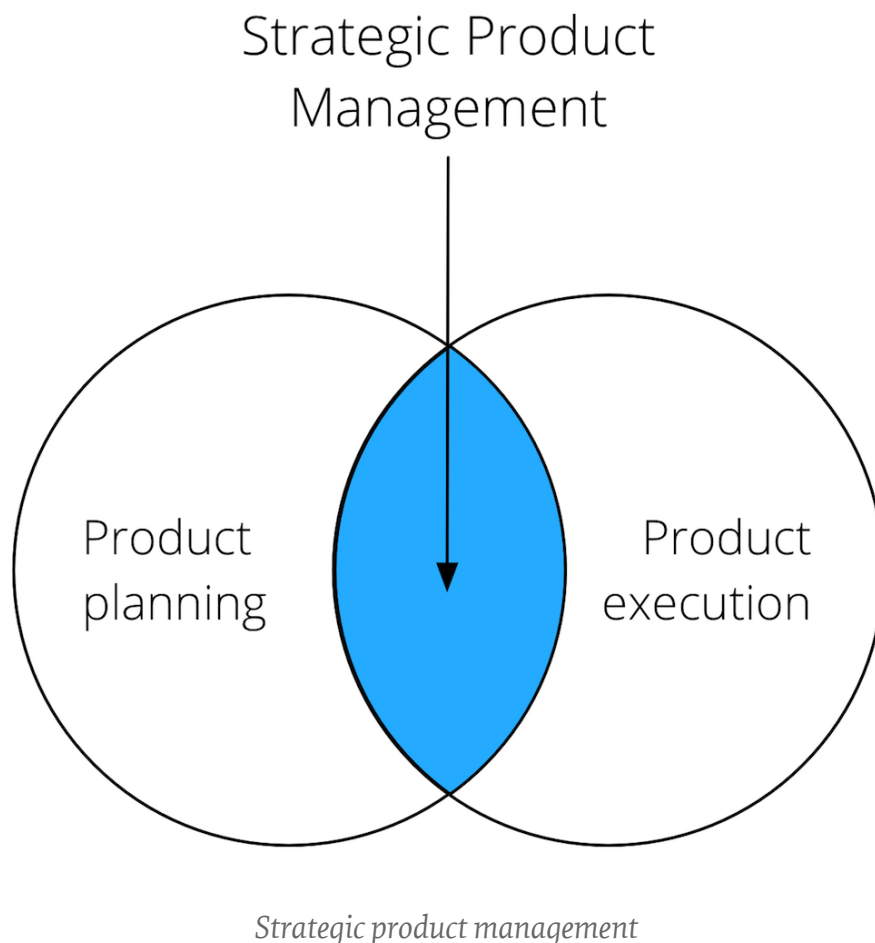 Strategic Product
Management
Product
planning
Product
execution
Strategic product management